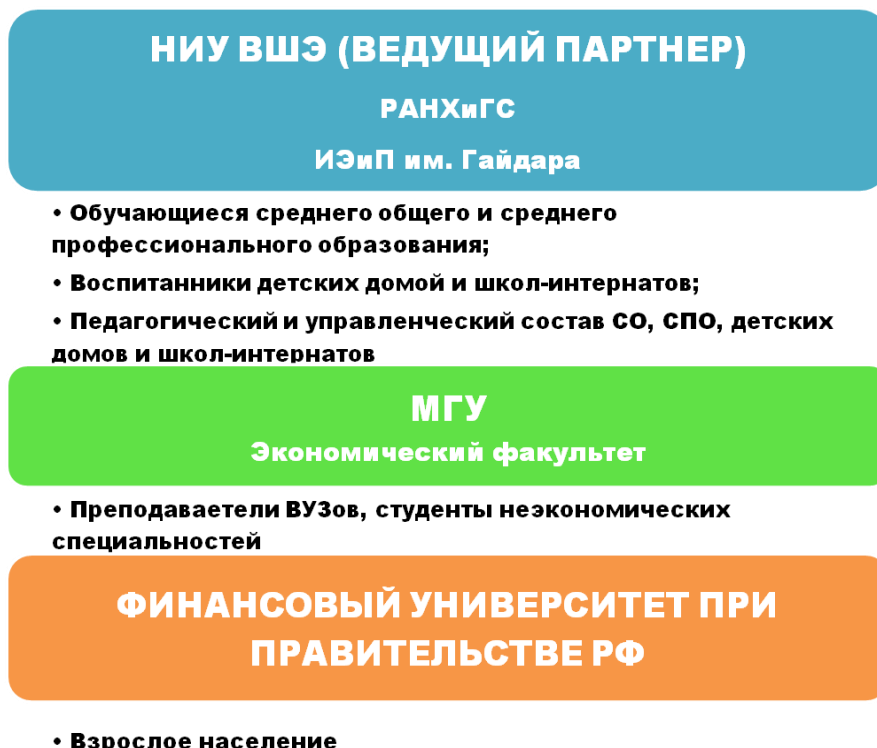 НИУ ВШЭ (ВЕДУЩИЙ ПАРТНЕР)
РАНХиГС
ИЭиП им. Гайдара
• Обучающиеся среднего общего и среднего
профессионального образования;
• Воспитанники детских домой и школ-интернатов;
• Педагогический и управленческий состав СО, СПО, детских
домов и школ-интернатов
МГУ
Экономический факультет
• Преподаваетели ВУЗов, студенты неэкономических
специальностей
ФИНАНСОВЫЙ УНИВЕРСИТЕТ ПРИ
ПРАВИТЕЛЬСТВЕ РФ
• Взрослое население